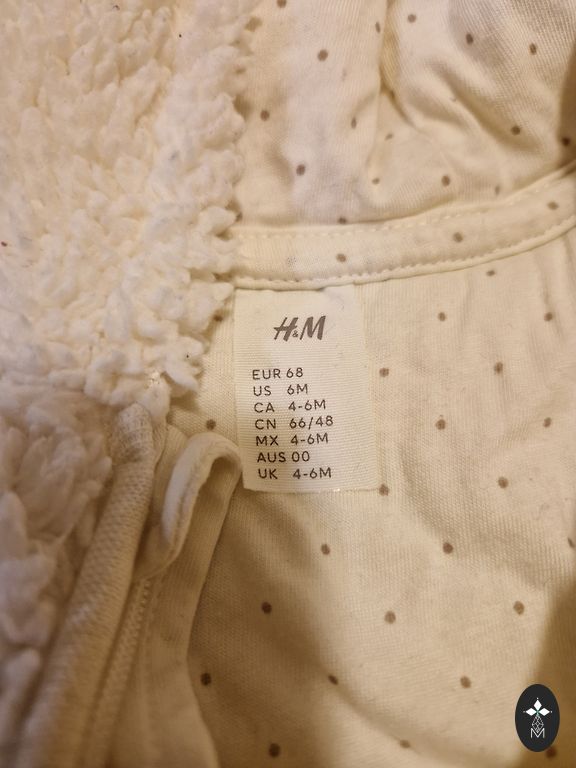 H&M
EUR 68
US 6M
CA 4-6M
CN 66/48
MX 4-6M
AUS 00
UK 4-6M
M